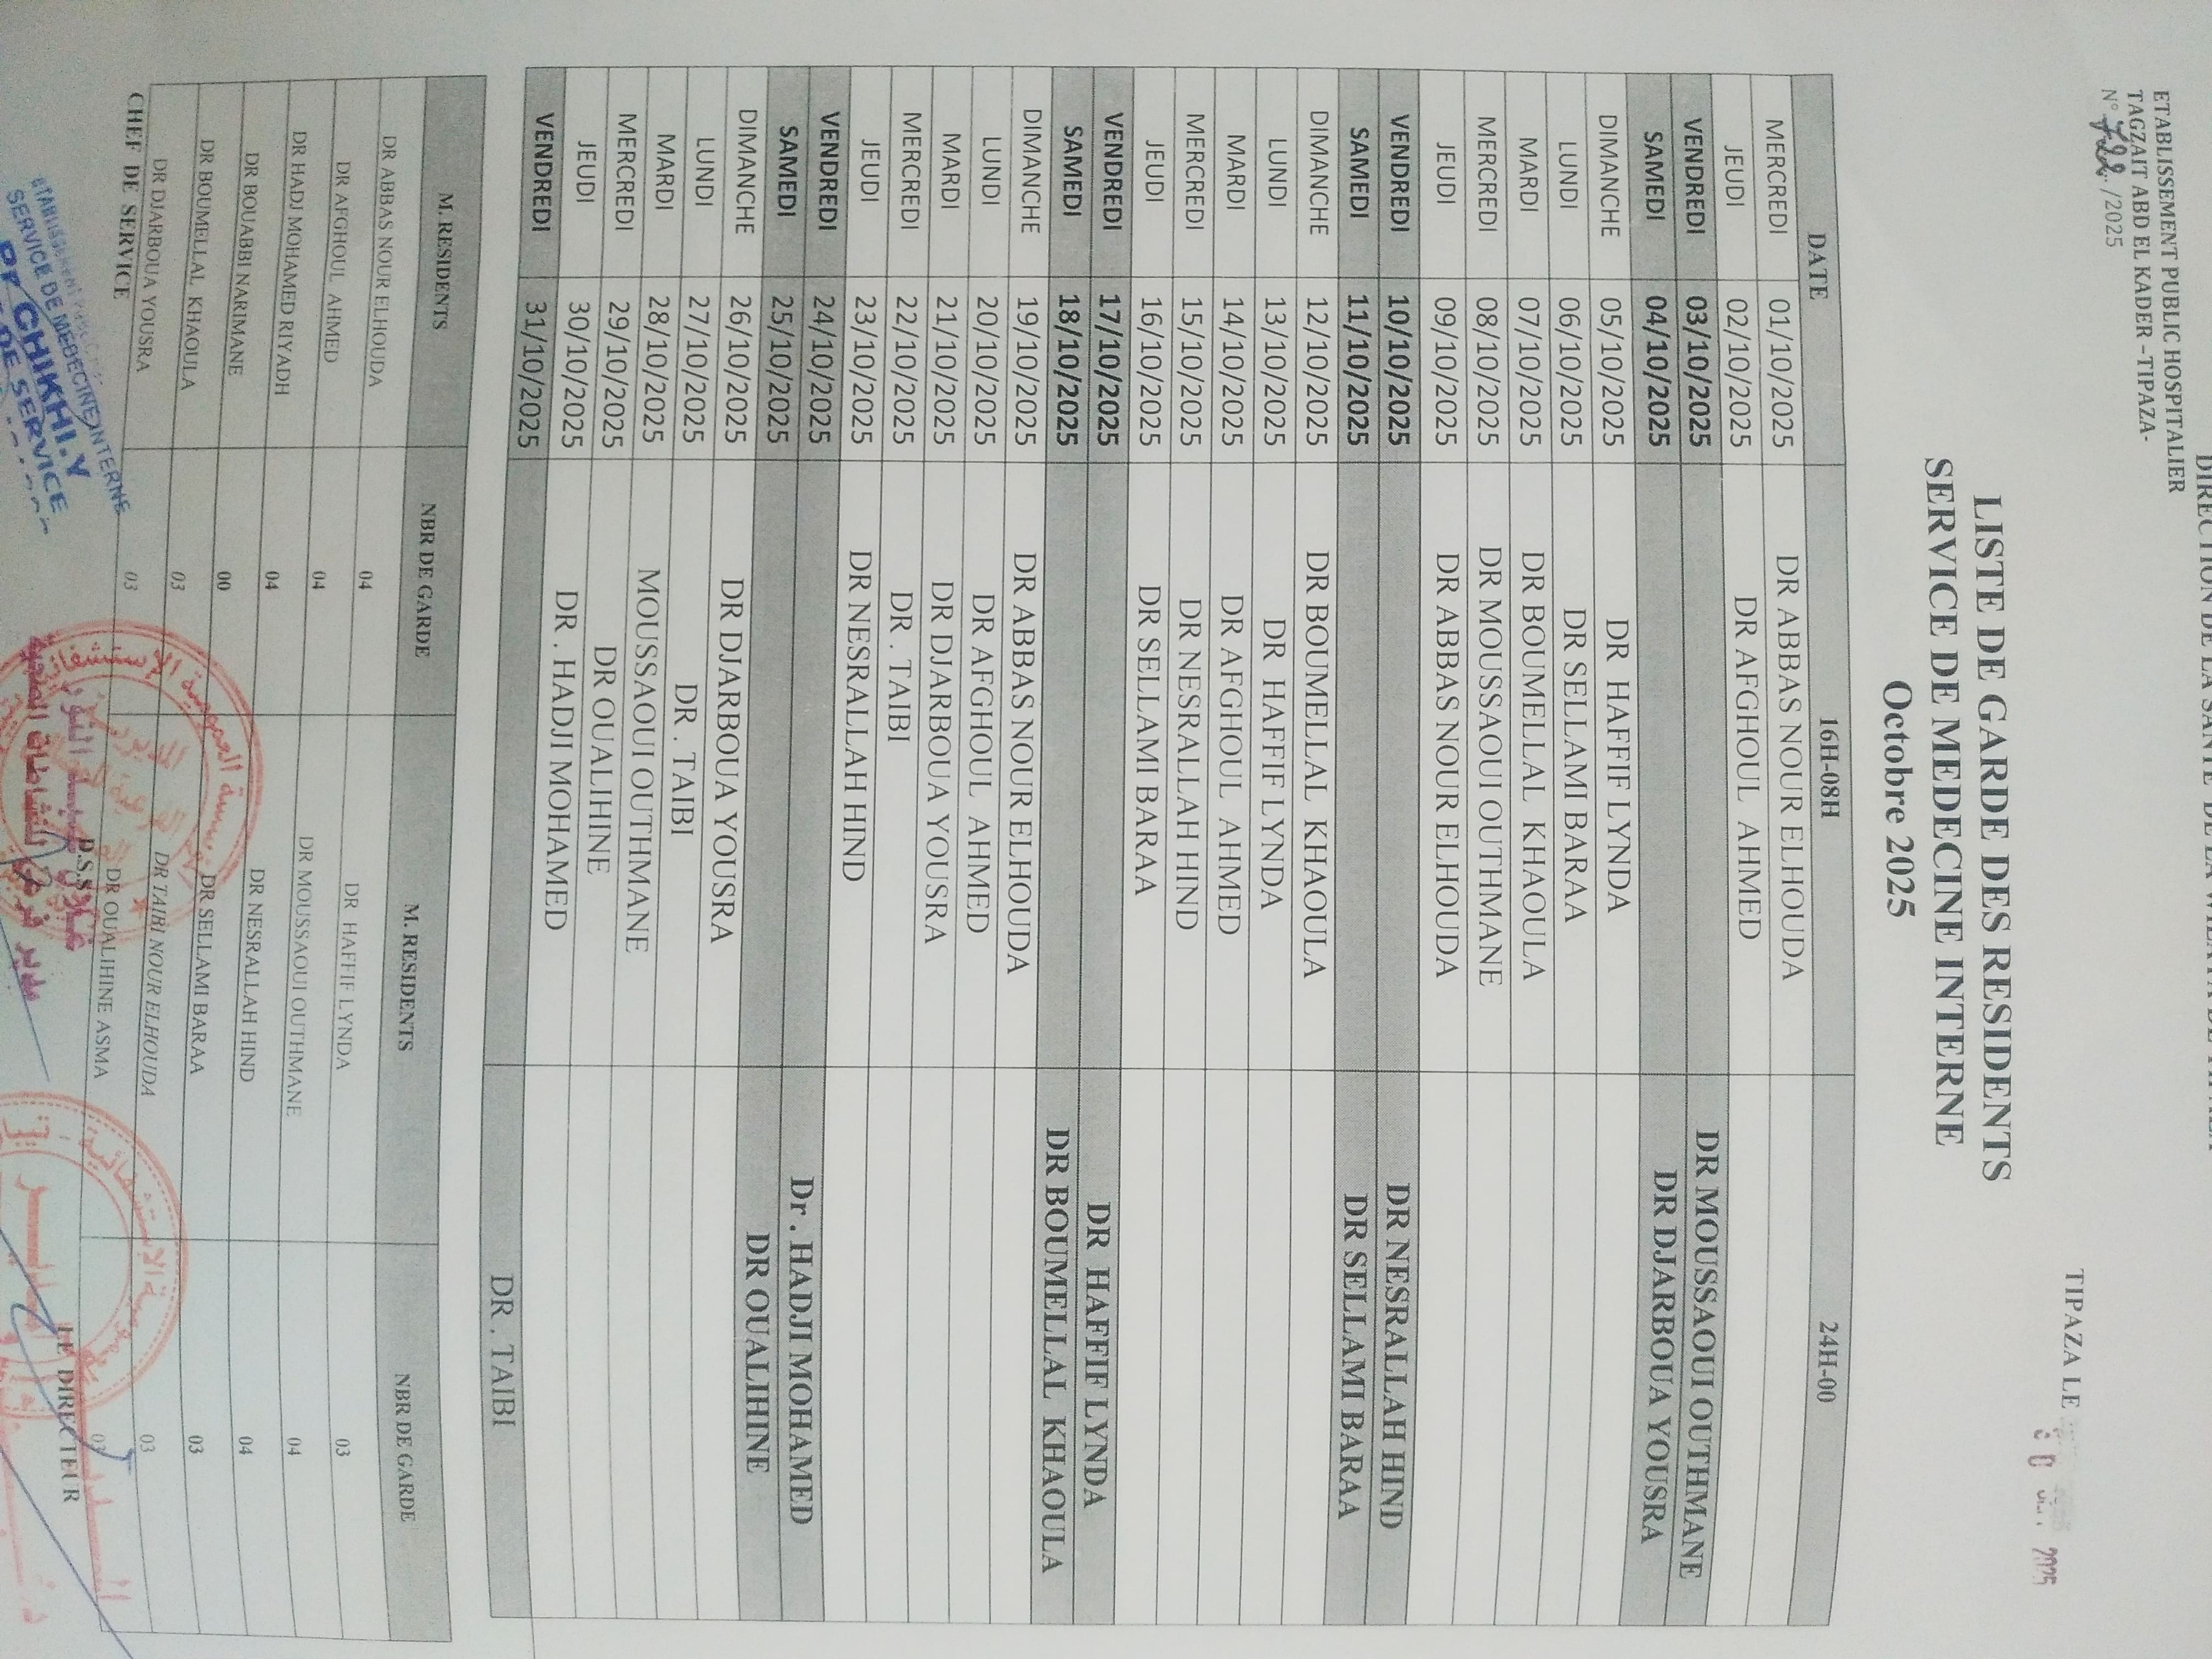 DIRECTION DE LA SANTE DE LA WILAYA DE TIPAZA
ETABLISSEMENT PUBLIC HOSPITALIER
TAGZAIT ABD EL KADER –TIPAZA-
N° 722 /2025
TIPAZA LE
2025
LISTE DE GARDE DES RESIDENTS
SERVICE DE MEDECINE INTERNE
Octobre 2025
DATE 16H-08H 24H-00
MERCREDI 01/10/2025 DR ABBAS NOUR ELHOUDA
JEUDI 02/10/2025 DR AFGHOUL AHMED
VENDREDI 03/10/2025 DR MOUSSAOUI OUTHMANE
SAMEDI 04/10/2025 DR DJARBOUA YOUSRA
DIMANCHE 05/10/2025 DR HAFFIF LYNDA
LUNDI 06/10/2025 DR SELLAMI BARAA
MARDI 07/10/2025 DR BOUMELLAL KHAOULA
MERCREDI 08/10/2025 DR MOUSSAOUI OUTHMANE
JEUDI 09/10/2025 DR ABBAS NOUR ELHOUDA
VENDREDI 10/10/2025 DR NESRALLAH HIND
SAMEDI 11/10/2025 DR SELLAMI BARAA
DIMANCHE 12/10/2025 DR BOUMELLAL KHAOULA
LUNDI 13/10/2025 DR HAFFIF LYNDA
MARDI 14/10/2025 DR AFGHOUL AHMED
MERCREDI 15/10/2025 DR NESRALLAH HIND
JEUDI 16/10/2025 DR SELLAMI BARAA
VENDREDI 17/10/2025 DR HAFFIF LYNDA
SAMEDI 18/10/2025 DR BOUMELLAL KHAOULA
DIMANCHE 19/10/2025 DR ABBAS NOUR ELHOUDA
LUNDI 20/10/2025 DR AFGHOUL AHMED
MARDI 21/10/2025 DR DJARBOUA YOUSRA
MERCREDI 22/10/2025 DR . TAIBI
JEUDI 23/10/2025 DR NESRALLAH HIND
VENDREDI 24/10/2025 Dr . HADJI MOHAMED
SAMEDI 25/10/2025 DR OUALIHINE
DIMANCHE 26/10/2025 DR DJARBOUA YOUSRA
LUNDI 27/10/2025 DR . TAIBI
MARDI 28/10/2025 MOUSSAOUI OUTHMANE
MERCREDI 29/10/2025 DR OUALIHINE
JEUDI 30/10/2025 DR . HADJI MOHAMED
VENDREDI 31/10/2025 DR . TAIBI
M. RESIDENTS NBR DE GARDE M. RESIDENTS NBR DE GARDE
DR ABBAS NOUR ELHOUDA 04 DR HAFFIF LYNDA 03
DR AFGHOUL AHMED 04 DR MOUSSAOUI OUTHMANE 04
DR HADJ MOHAMED RIYADH 04 DR NESRALLAH HIND 04
DR BOUABBI NARIMANE 00 DR SELLAMI BARAA 03
DR BOUMELLAL KHAOULA 03 DR TAIBI NOUR ELHOUDA 03
DR DJARBOUA YOUSRA 03 DR OUALIHINE ASMA
CHEF DE SERVICE D.S.S LE DIRECTEUR
SERVICE DE MEDECINE INTERNE
Pr CHIKHI.Y
DE SERVICE
مدير فرعي للنشاطات الصحية